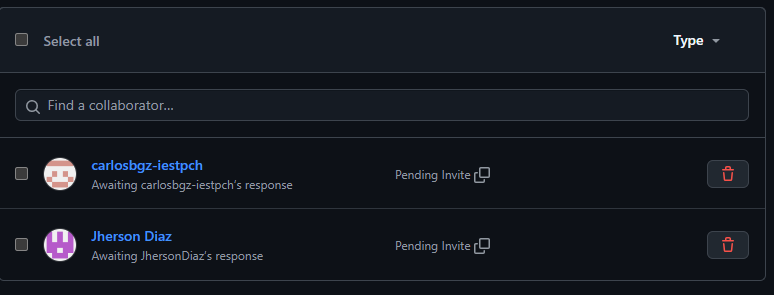 Select all
Type
Find a collaborator...
carlosbgz-iestpch
Awaiting carlosbgz-iestpch's response
Pending Invite
Jherson Diaz
Awaiting JhersonDiaz's response
Pending Invite